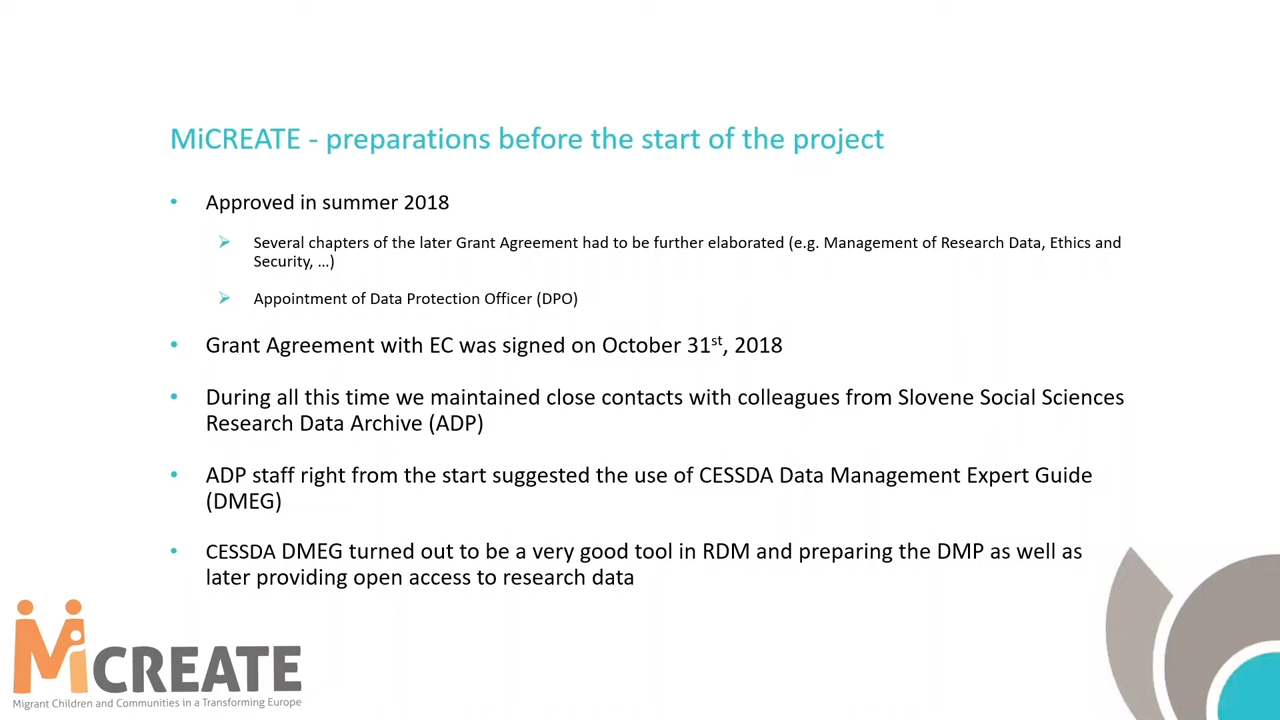 MiCREATE - preparations before the start of the project
• Approved in summer 2018
➢ Several chapters of the later Grant Agreement had to be further elaborated (e.g. Management of Research Data, Ethics and
Security, …)
➢ Appointment of Data Protection Officer (DPO)
• Grant Agreement with EC was signed on October 31st, 2018
• During all this time we maintained close contacts with colleagues from Slovene Social Sciences
Research Data Archive (ADP)
• ADP staff right from the start suggested the use of CESSDA Data Management Expert Guide
(DMEG)
• CESSDA DMEG turned out to be a very good tool in RDM and preparing the DMP as well as
later providing open access to research data
MiCREATE
Migrant Children and Communities in a Transforming Europe